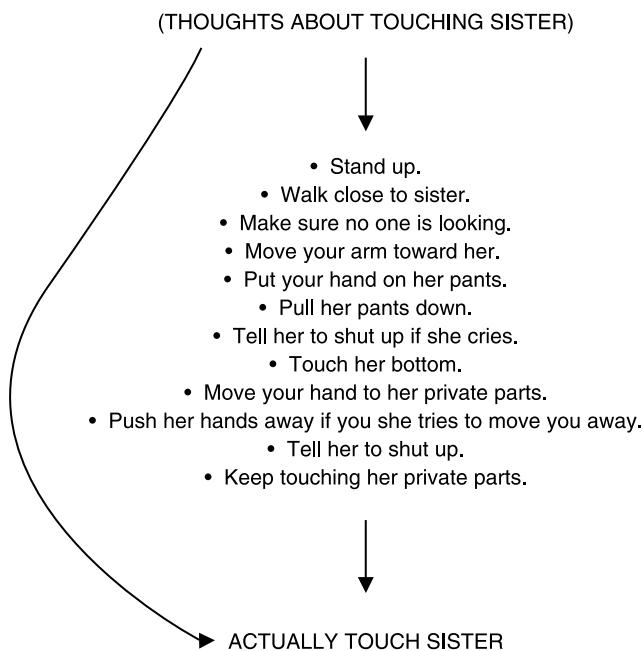 (THOUGHTS ABOUT TOUCHING SISTER)
• Stand up.
• Walk close to sister.
• Make sure no one is looking.
• Move your arm toward her.
• Put your hand on her pants.
• Pull her pants down.
• Tell her to shut up if she cries.
• Touch her bottom.
• Move your hand to her private parts.
• Push her hands away if you she tries to move you away.
• Tell her to shut up.
• Keep touching her private parts.
ACTUALLY TOUCH SISTER